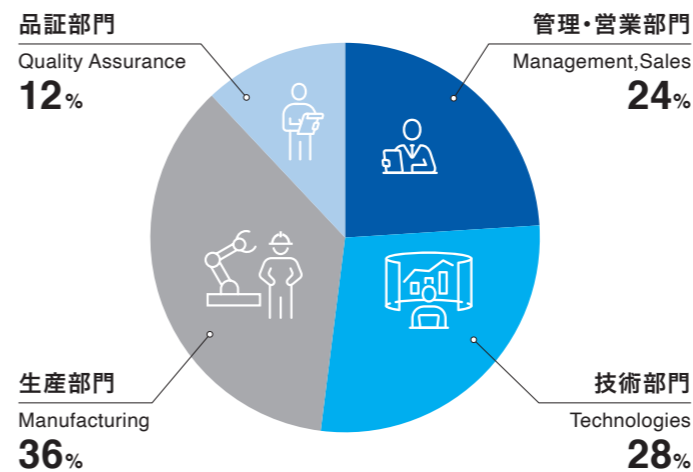 品証部門
Quality Assurance
12%
管理・営業部門
Management,Sales
24%
生産部門
Manufacturing
36%
技術部門
Technologies
28%